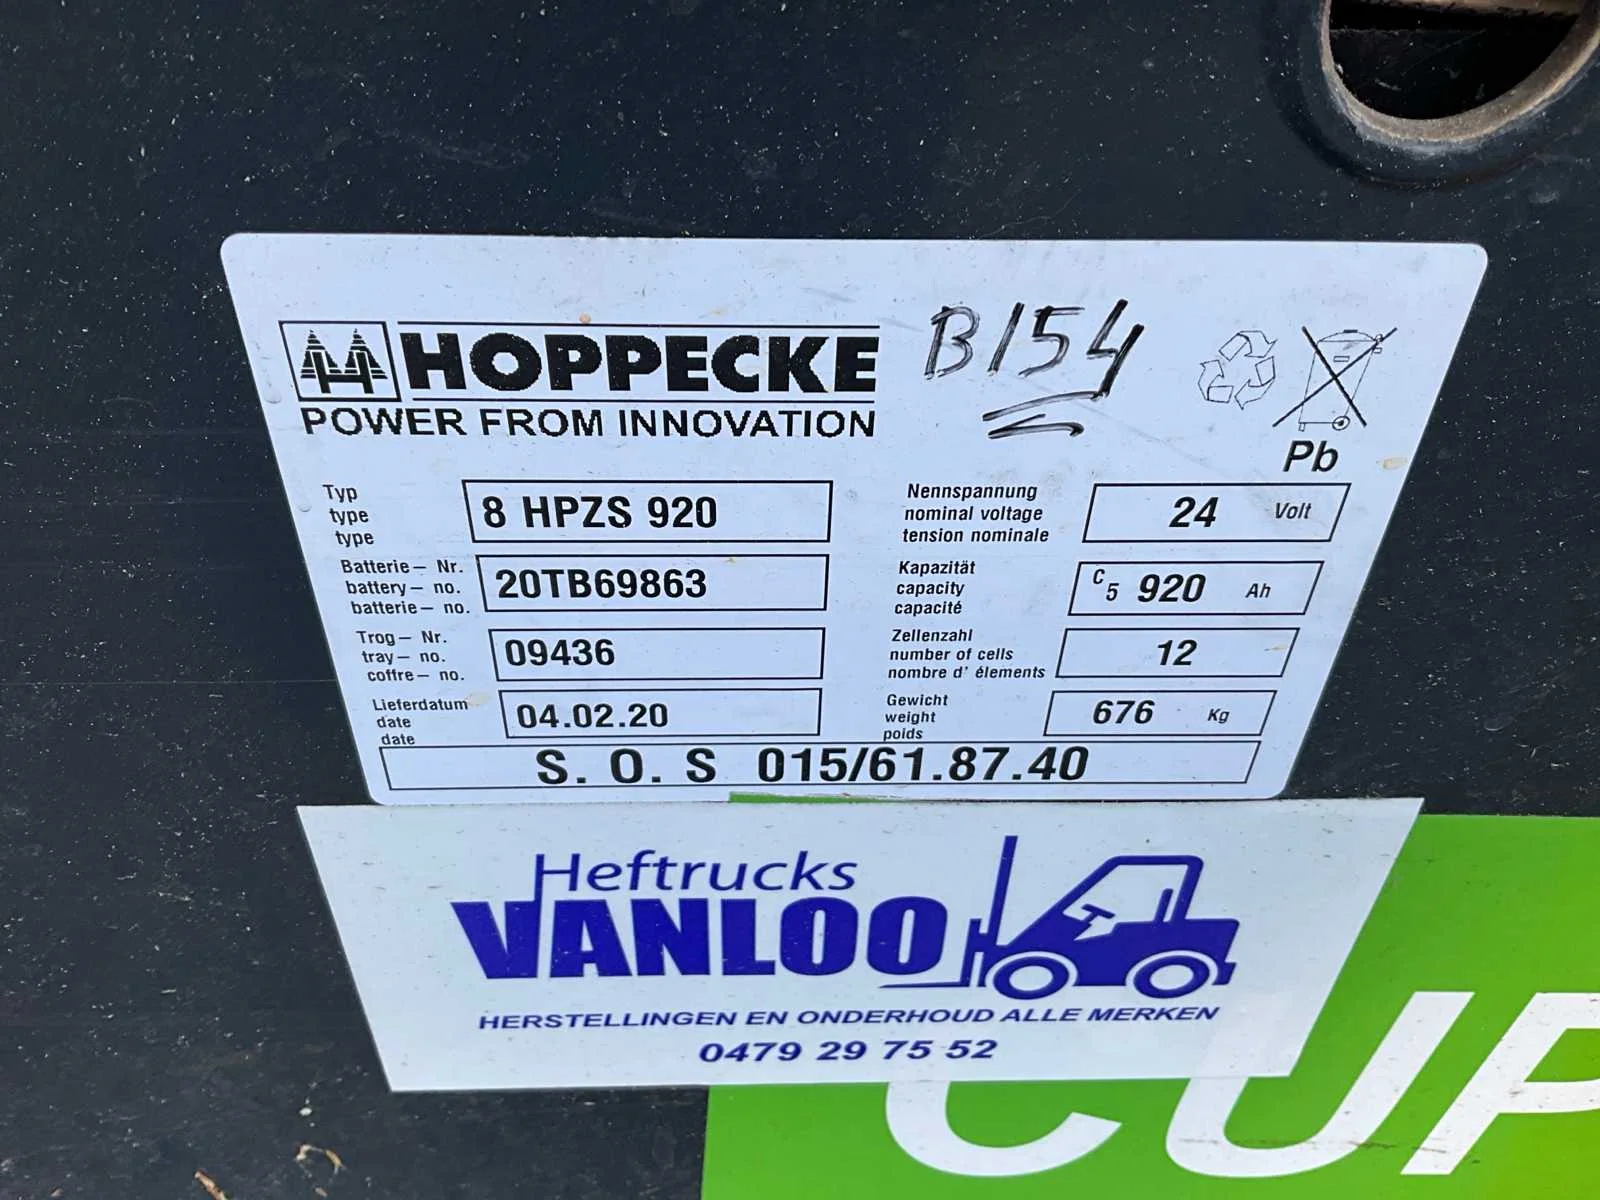 HOPPECKE
POWER FROM INNOVATION
B154
Pb
Typ
type
type
8 HPZS 920
Batterie– Nr.
battery– no.
batterie– no.
20TB69863
Trog– Nr.
tray– no.
coffre– no.
09436
Lieferdatum
date
date
04.02.20
Nennspannung
nominal voltage
tension nominale
24 Volt
Kapazität
capacity
capacité
C5 920 Ah
Zellenzahl
number of cells
nombre d' élements
12
Gewicht
weight
poids
676 Kg
S. O. S 015/61.87.40
Heftrucks
VANLOO
HERSTELLINGEN EN ONDERHOUD ALLE MERKEN
0479 29 75 52
CUP